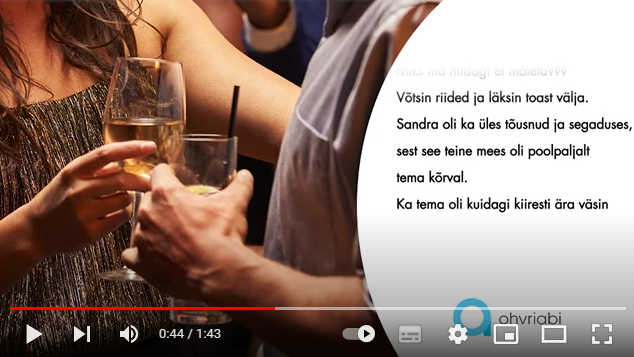 Miks ma midagi ei mäleta???
Võtsin riided ja läksin toast välja.
Sandra oli ka üles tõusnud ja segaduses,
sest see teine mees oli poolpaljalt
tema kõrval.
Ka tema oli kuidagi kiiresti ära väsin
ohvriabi
0:44 / 1:43